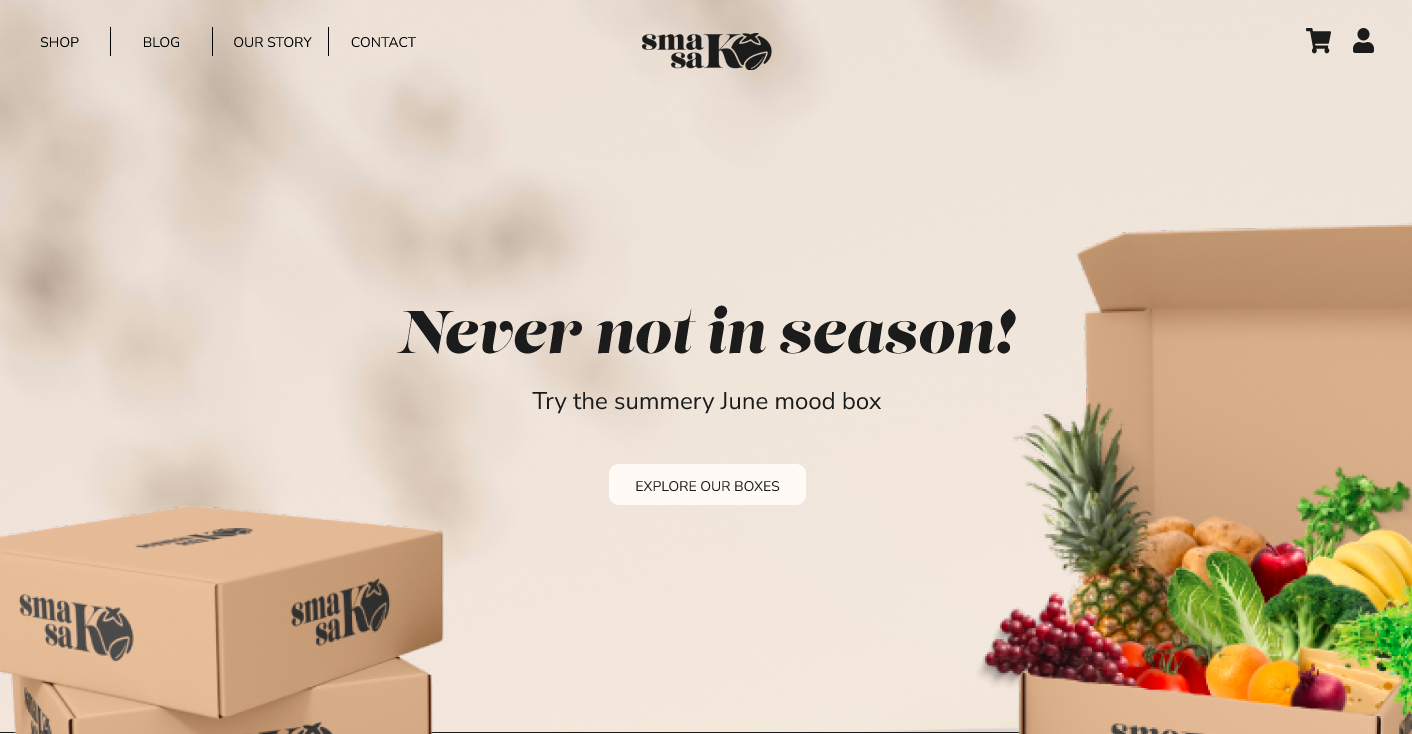 SHOP
BLOG
OUR STORY
CONTACT
sma
saK
Never not in season!
Try the summery June mood box
EXPLORE OUR BOXES
sma
saK
sma
saK
sma